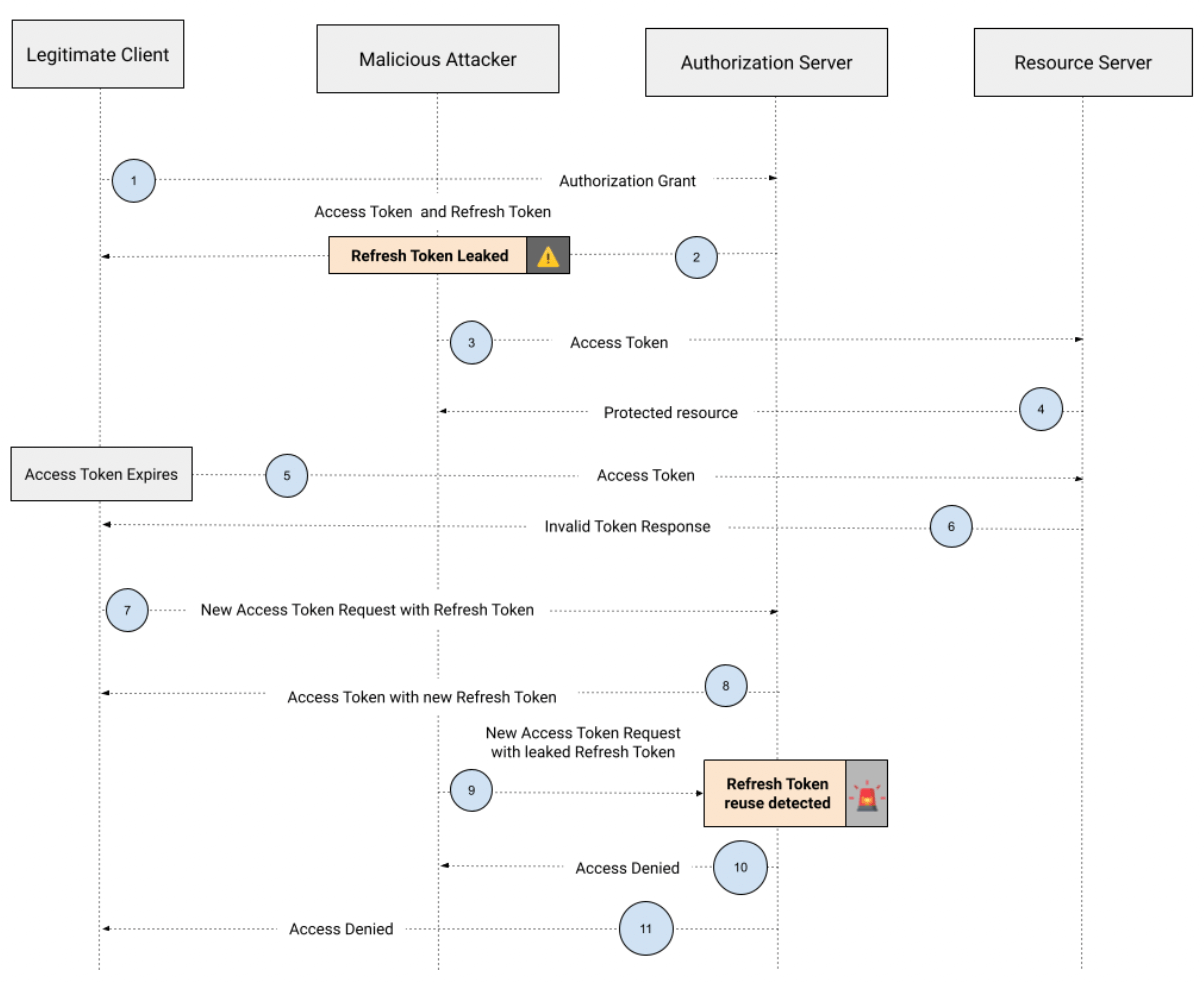 Legitimate Client
Malicious Attacker
Authorization Server
Resource Server
1
Authorization Grant
Access Token and Refresh Token
Refresh Token Leaked
2
3
Access Token
Protected resource
4
Access Token Expires
5
Access Token
Invalid Token Response
6
7
New Access Token Request with Refresh Token
8
Access Token with new Refresh Token
New Access Token Request
with leaked Refresh Token
9
Refresh Token
reuse detected
Access Denied
10
Access Denied
11